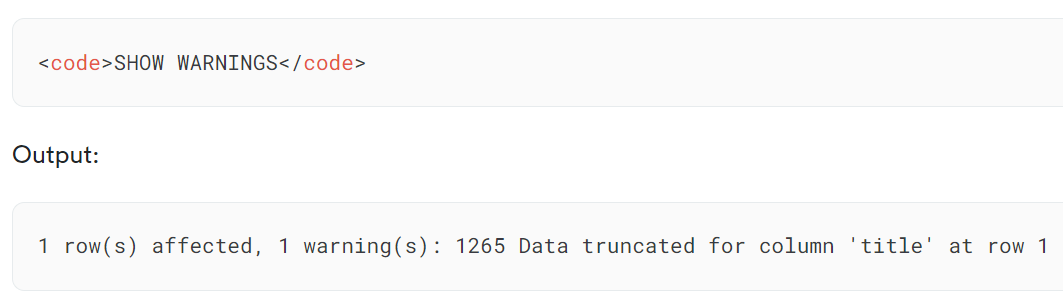 <code>SHOW WARNINGS</code>
Output:
1 row(s) affected, 1 warning(s): 1265 Data truncated for column 'title' at row 1